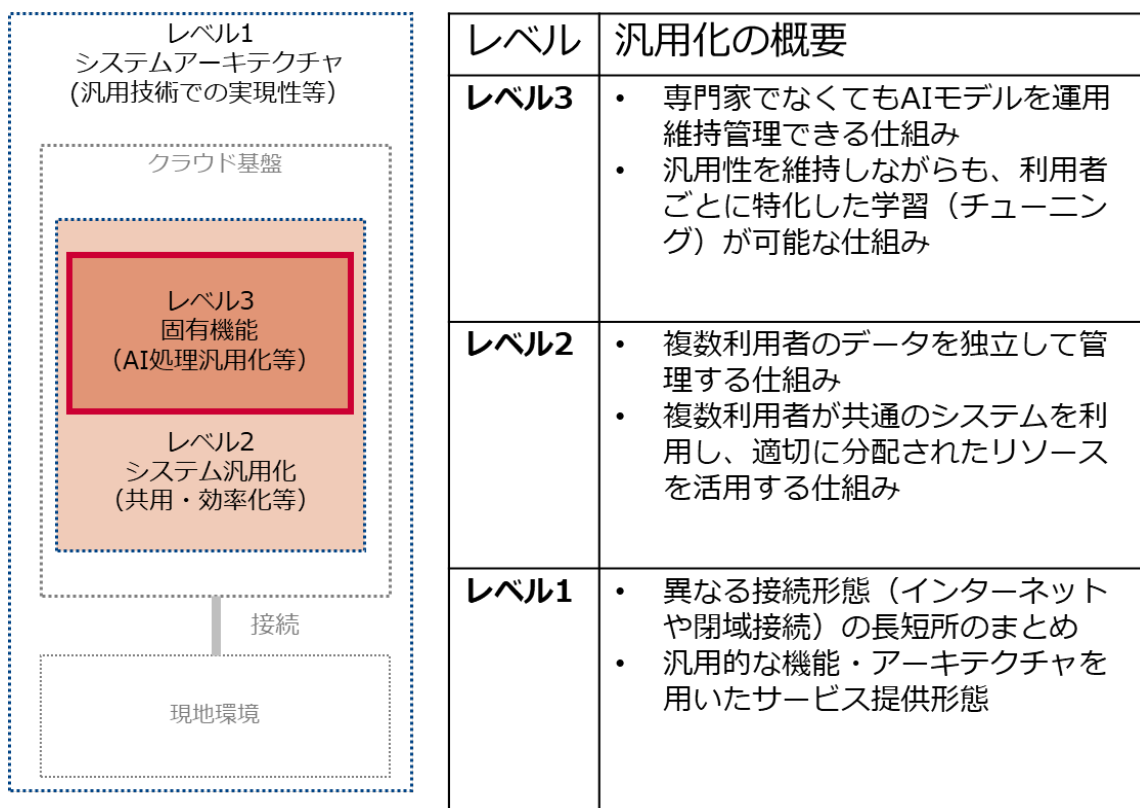 レベル1
システムアーキテクチャ
(汎用技術での実現性等)
クラウド基盤
レベル3
固有機能
(AI処理汎用化等)
レベル2
システム汎用化
(共用・効率化等)
接続
現地環境
レベル 汎用化の概要
レベル3 • 専門家でなくてもAIモデルを運用
維持管理できる仕組み
• 汎用性を維持しながらも、利用者
ごとに特化した学習（チューニン
グ）が可能な仕組み
レベル2 • 複数利用者のデータを独立して管
理する仕組み
• 複数利用者が共通のシステムを利
用し、適切に分配されたリソース
を活用する仕組み
レベル1 • 異なる接続形態（インターネット
や閉域接続）の長短所のまとめ
• 汎用的な機能・アーキテクチャを
用いたサービス提供形態